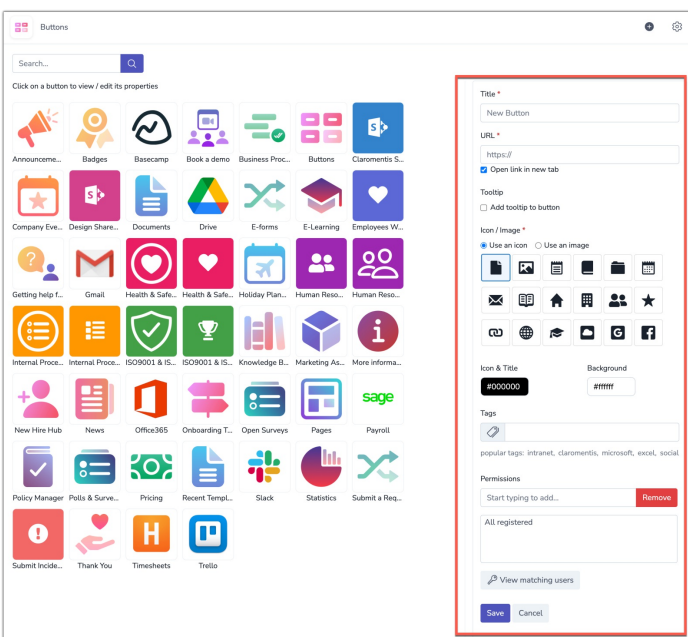 Buttons
Search...
Click on a button to view / edit its properties
Announceme... Badges Basecamp Book a demo Business Proc... Buttons Claromentis S...
Company Eve... Design Share... Documents Drive E-forms E-Learning Employees W...
Getting help f... Gmail Health & Safe... Health & Safe... Holiday Plan... Human Reso... Human Reso...
Internal Proce... Internal Proce... ISO9001 & IS... ISO9001 & IS... Knowledge B... Marketing As... More informa...
sage
New Hire Hub News Office365 Onboarding T... Open Surveys Pages Payroll
Policy Manager Polls & Surve... Pricing Recent Templ... Slack Statistics Submit a Req...
Submit Incide... Thank You Timesheets Trello
Title *
New Button
URL *
https://
Open link in new tab
Tooltip
Add tooltip to button
Icon / Image *
Use an icon Use an image
Icon & Title Background
#000000 #ffffff
Tags
popular tags: intranet, claromentis, microsoft, excel, social
Permissions
Start typing to add... Remove
All registered
View matching users
Save Cancel